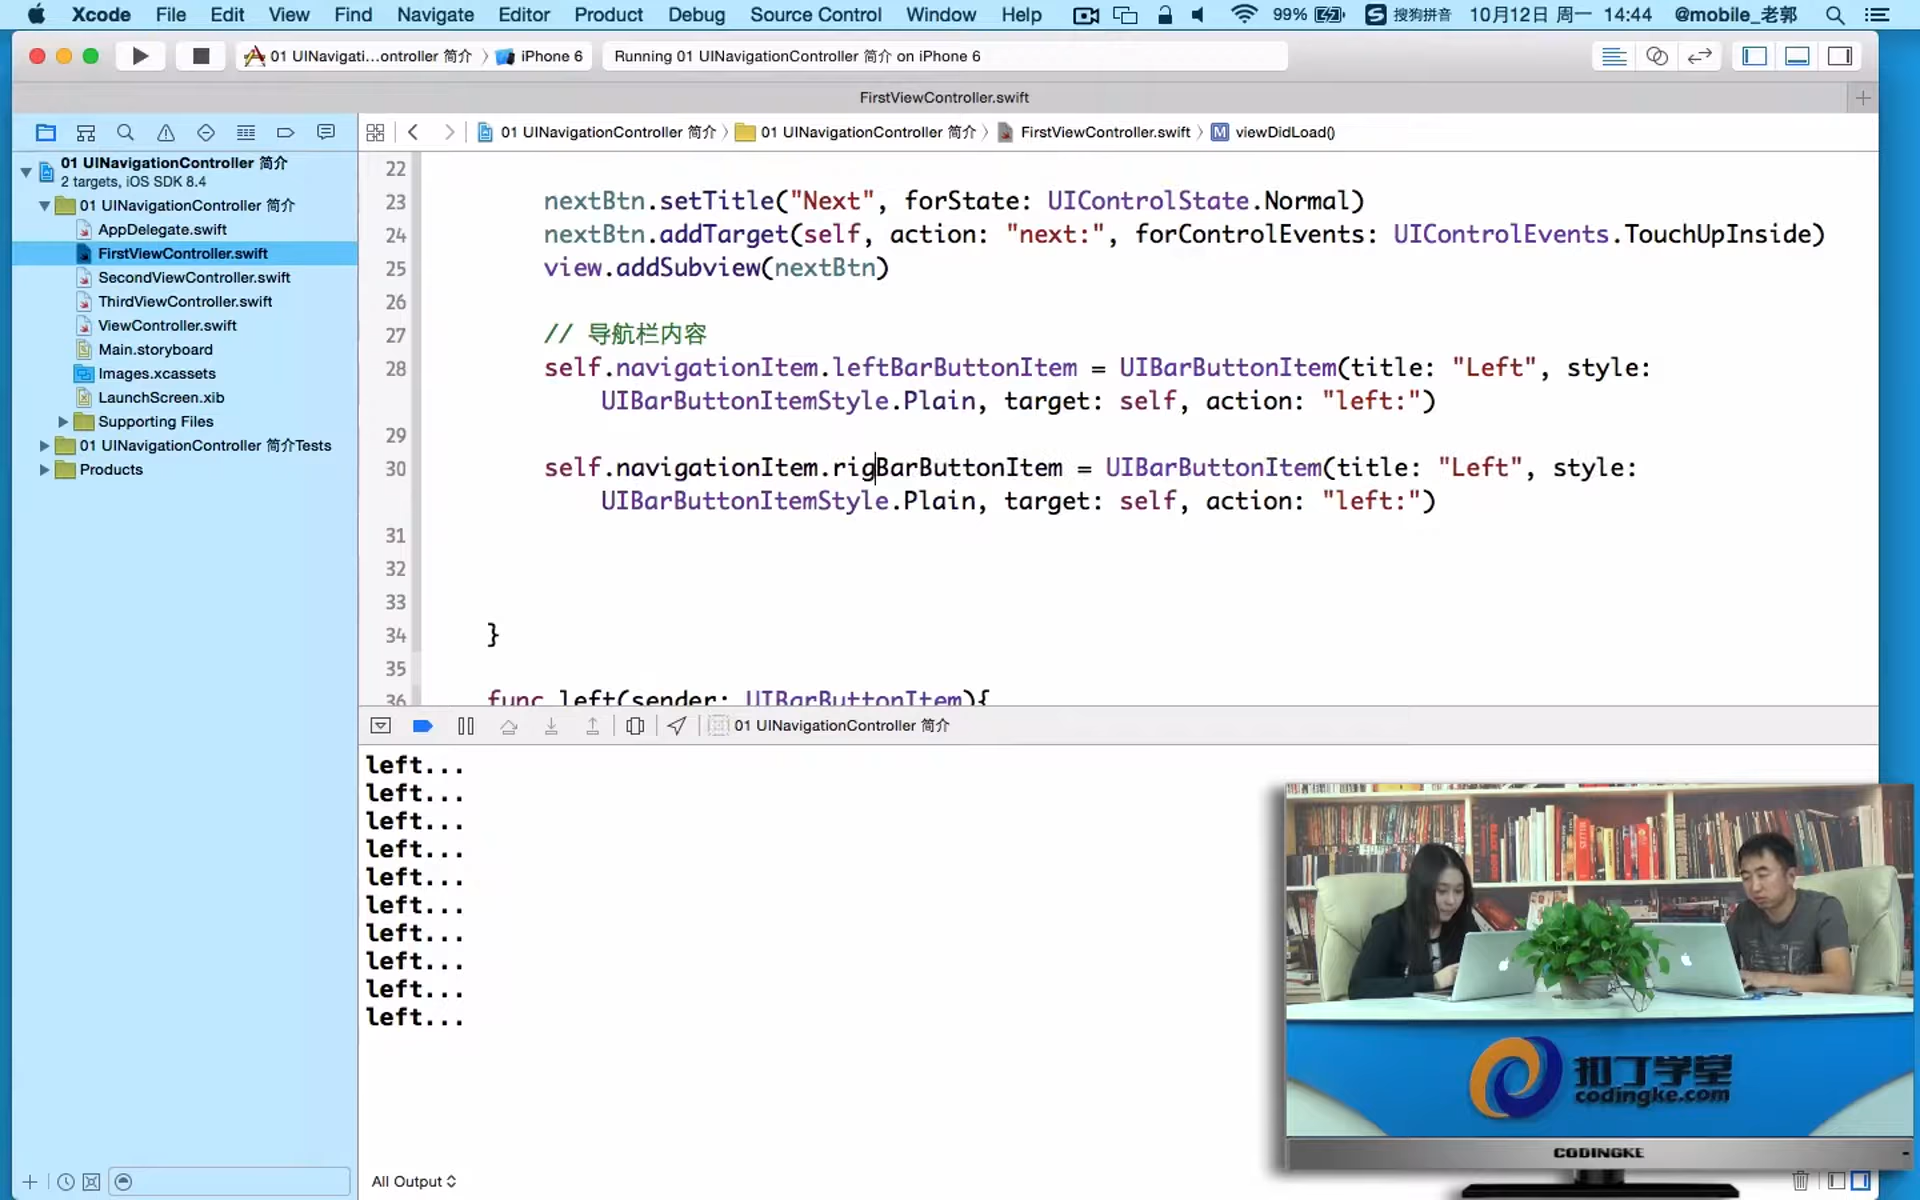 Xcode File Edit View Find Navigate Editor Product Debug Source Control Window Help 99% 搜狗拼音 10月12日 周一 14:44 @mobile_老郭
01 UINavigati...ontroller 简介 〉 iPhone 6 Running 01 UINavigationController 简介 on iPhone 6
FirstViewController.swift
01 UINavigationController 简介 〉 01 UINavigationController 简介 〉 FirstViewController.swift 〉 M viewDidLoad()
01 UINavigationController 简介
2 targets, iOS SDK 8.4
01 UINavigationController 简介
AppDelegate.swift
FirstViewController.swift
SecondViewController.swift
ThirdViewController.swift
ViewController.swift
Main.storyboard
Images.xcassets
LaunchScreen.xib
Supporting Files
01 UINavigationController 简介Tests
Products
22
23 nextBtn.setTitle("Next", forState: UIControlState.Normal)
24 nextBtn.addTarget(self, action: "next:", forControlEvents: UIControlEvents.TouchUpInside)
25 view.addSubview(nextBtn)
26
27 // 导航栏内容
28 self.navigationItem.leftBarButtonItem = UIBarButtonItem(title: "Left", style:
UIBarButtonItemStyle.Plain, target: self, action: "left:")
29
30 self.navigationItem.rigBarButtonItem = UIBarButtonItem(title: "Left", style:
UIBarButtonItemStyle.Plain, target: self, action: "left:")
31
32
33
34 }
35
36 func left(sender: UIBarButtonItem){
01 UINavigationController 简介
left...
left...
left...
left...
left...
left...
left...
left...
left...
left...
All Output
扣丁学堂
codingke.com
CODINGKE